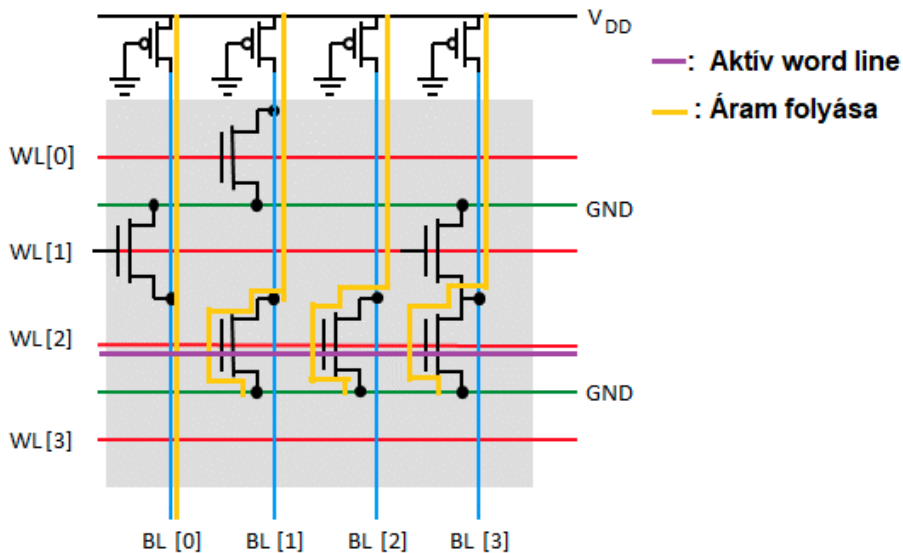 V DD
: Aktív word line
: Áram folyása
WL[0]
GND
WL[1]
WL[2]
GND
WL[3]
BL [0] BL [1] BL [2] BL [3]